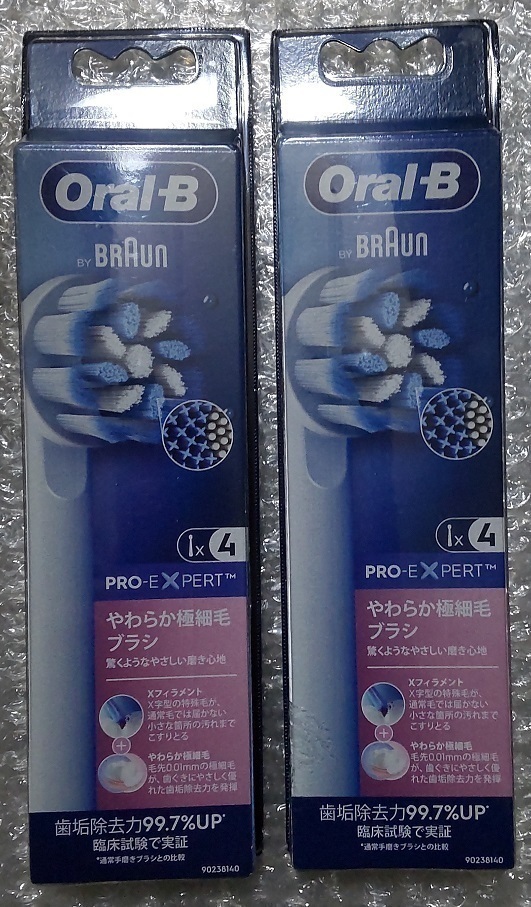 Oral-B
BY BRAUN
1x 4
PRO-EXPERT™
やわらか極細毛
ブラシ
驚くようなやさしい磨き心地
Xフィラメント
X字型の特殊毛が、
通常毛では届かない
小さな箇所の汚れまで
こすりとる
+
やわらか極細毛
毛先0.01mmの極細毛
が、歯ぐきにやさしく優
れた歯垢除去力を発揮
歯垢除去力99.7%UP*
臨床試験で実証
*通常手磨きブラシとの比較
90238140
Oral-B
BY BRAUN
1x 4
PRO-EXPERT™
やわらか極細毛
ブラシ
驚くようなやさしい磨き心地
Xフィラメント
X字型の特殊毛が、
通常毛では届かない
小さな箇所の汚れまで
こすりとる
+
やわらか極細毛
毛先0.01mmの極細毛
が、歯ぐきにやさしく優
れた歯垢除去力を発揮
歯垢除去力99.7%UP*
臨床試験で実証
*通常手磨きブラシとの比較
90238140